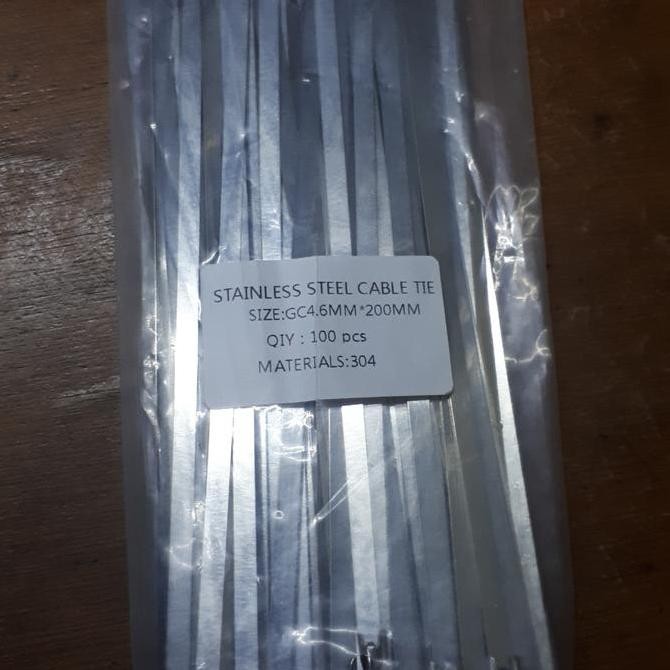 STAINLESS STEEL CABLE TIE
SIZE:GC4.6MM*200MM
QIY : 100 pcs
MATERIALS:304